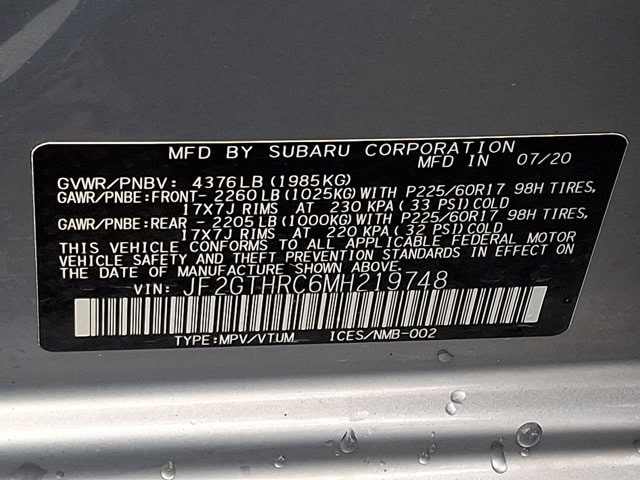 MFD BY SUBARU CORPORATION
MFD IN 07/20
GVWR/PNBV: 4376LB (1985KG)
GAWR/PNBE:FRONT- 2260LB (1025KG) WITH P225/60R17 98H TIRES,
17X7J RIMS AT 230 KPA (33 PSI) COLD
GAWR/PNBE:REAR - 2205LB (1000KG) WITH P225/60R17 98H TIRES,
17X7J RIMS AT 220 KPA (32 PSI) COLD
THIS VEHICLE CONFORMS TO ALL APPLICABLE FEDERAL MOTOR
VEHICLE SAFETY AND THEFT PREVENTION STANDARDS IN EFFECT ON
THE DATE OF MANUFACTURE SHOWN ABOVE.
VIN: JF2GTHRC6MH219748
TYPE:MPV/VTUM ICES/NMB-002